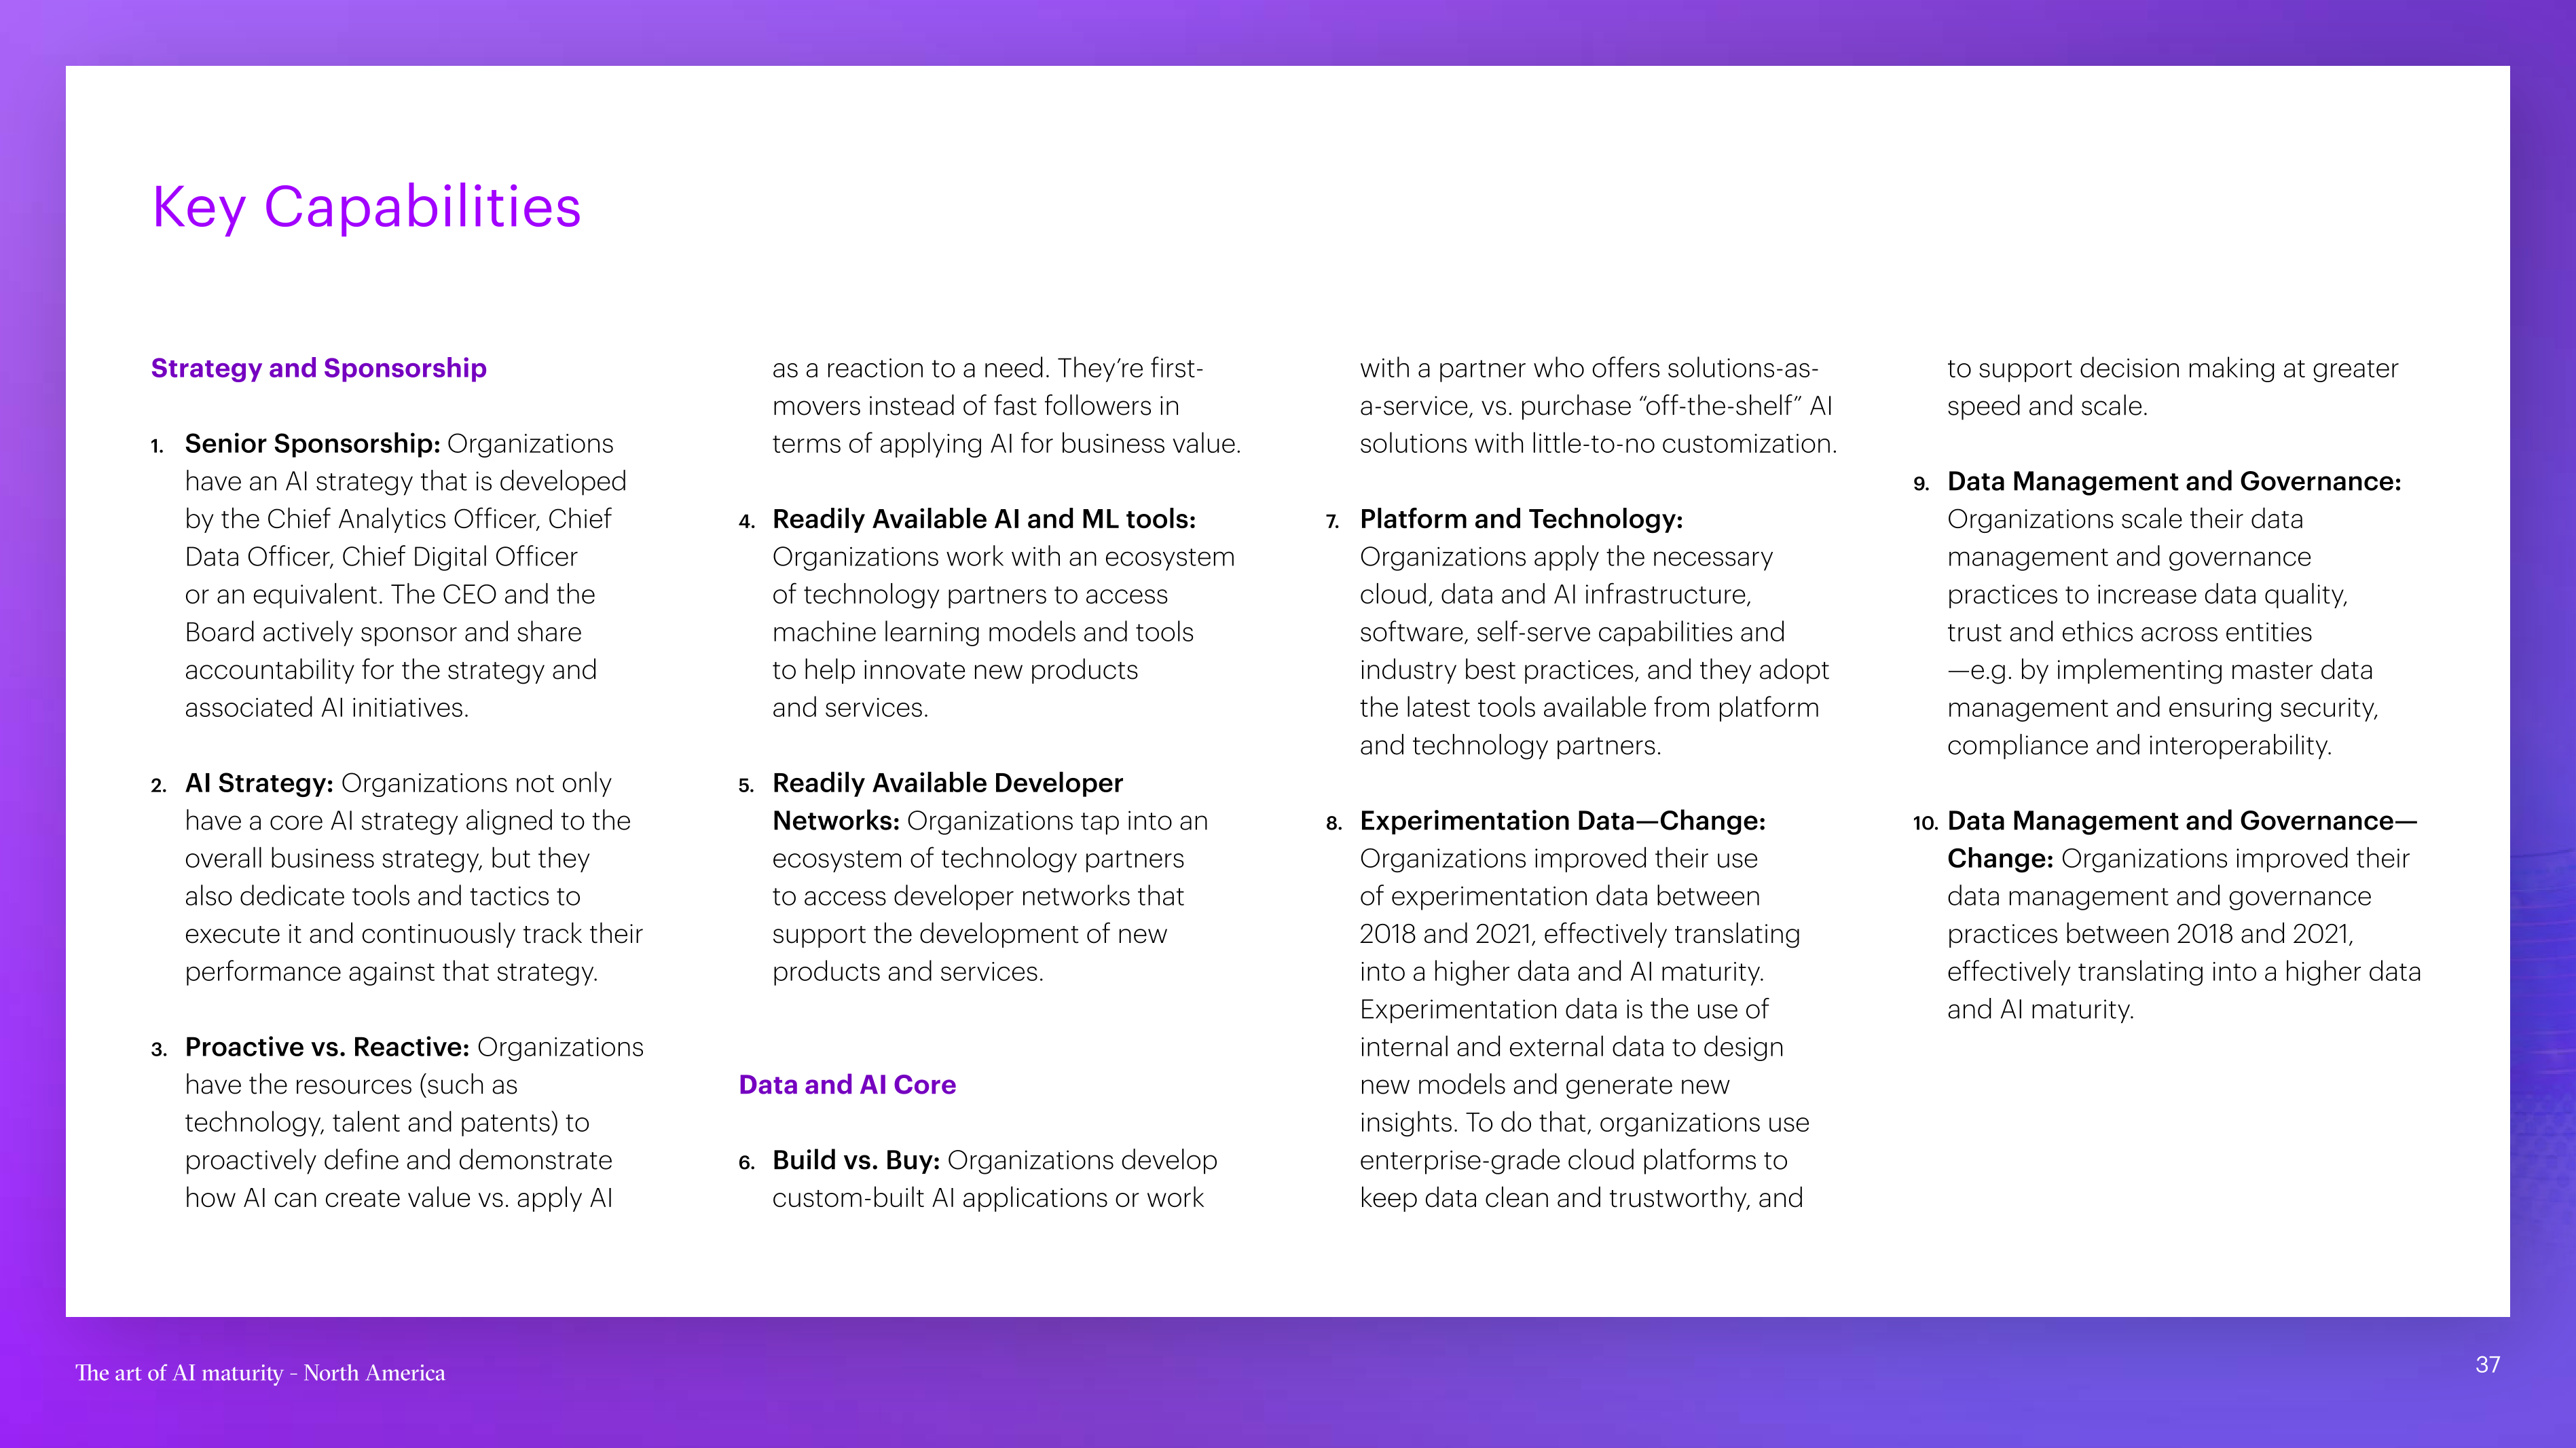 Key Capabilities
Strategy and Sponsorship
1. Senior Sponsorship: Organizations
have an AI strategy that is developed
by the Chief Analytics Officer, Chief
Data Officer, Chief Digital Officer
or an equivalent. The CEO and the
Board actively sponsor and share
accountability for the strategy and
associated AI initiatives.
2. AI Strategy: Organizations not only
have a core AI strategy aligned to the
overall business strategy, but they
also dedicate tools and tactics to
execute it and continuously track their
performance against that strategy.
3. Proactive vs. Reactive: Organizations
have the resources (such as
technology, talent and patents) to
proactively define and demonstrate
how AI can create value vs. apply AI
as a reaction to a need. They’re first-
movers instead of fast followers in
terms of applying AI for business value.
4. Readily Available AI and ML tools:
Organizations work with an ecosystem
of technology partners to access
machine learning models and tools
to help innovate new products
and services.
5. Readily Available Developer
Networks: Organizations tap into an
ecosystem of technology partners
to access developer networks that
support the development of new
products and services.
Data and AI Core
6. Build vs. Buy: Organizations develop
custom-built AI applications or work
with a partner who offers solutions-as-
a-service, vs. purchase “off-the-shelf” AI
solutions with little-to-no customization.
7. Platform and Technology:
Organizations apply the necessary
cloud, data and AI infrastructure,
software, self-serve capabilities and
industry best practices, and they adopt
the latest tools available from platform
and technology partners.
8. Experimentation Data—Change:
Organizations improved their use
of experimentation data between
2018 and 2021, effectively translating
into a higher data and AI maturity.
Experimentation data is the use of
internal and external data to design
new models and generate new
insights. To do that, organizations use
enterprise-grade cloud platforms to
keep data clean and trustworthy, and
to support decision making at greater
speed and scale.
9. Data Management and Governance:
Organizations scale their data
management and governance
practices to increase data quality,
trust and ethics across entities
—e.g. by implementing master data
management and ensuring security,
compliance and interoperability.
10. Data Management and Governance—
Change: Organizations improved their
data management and governance
practices between 2018 and 2021,
effectively translating into a higher data
and AI maturity.
The art of AI maturity - North America
37